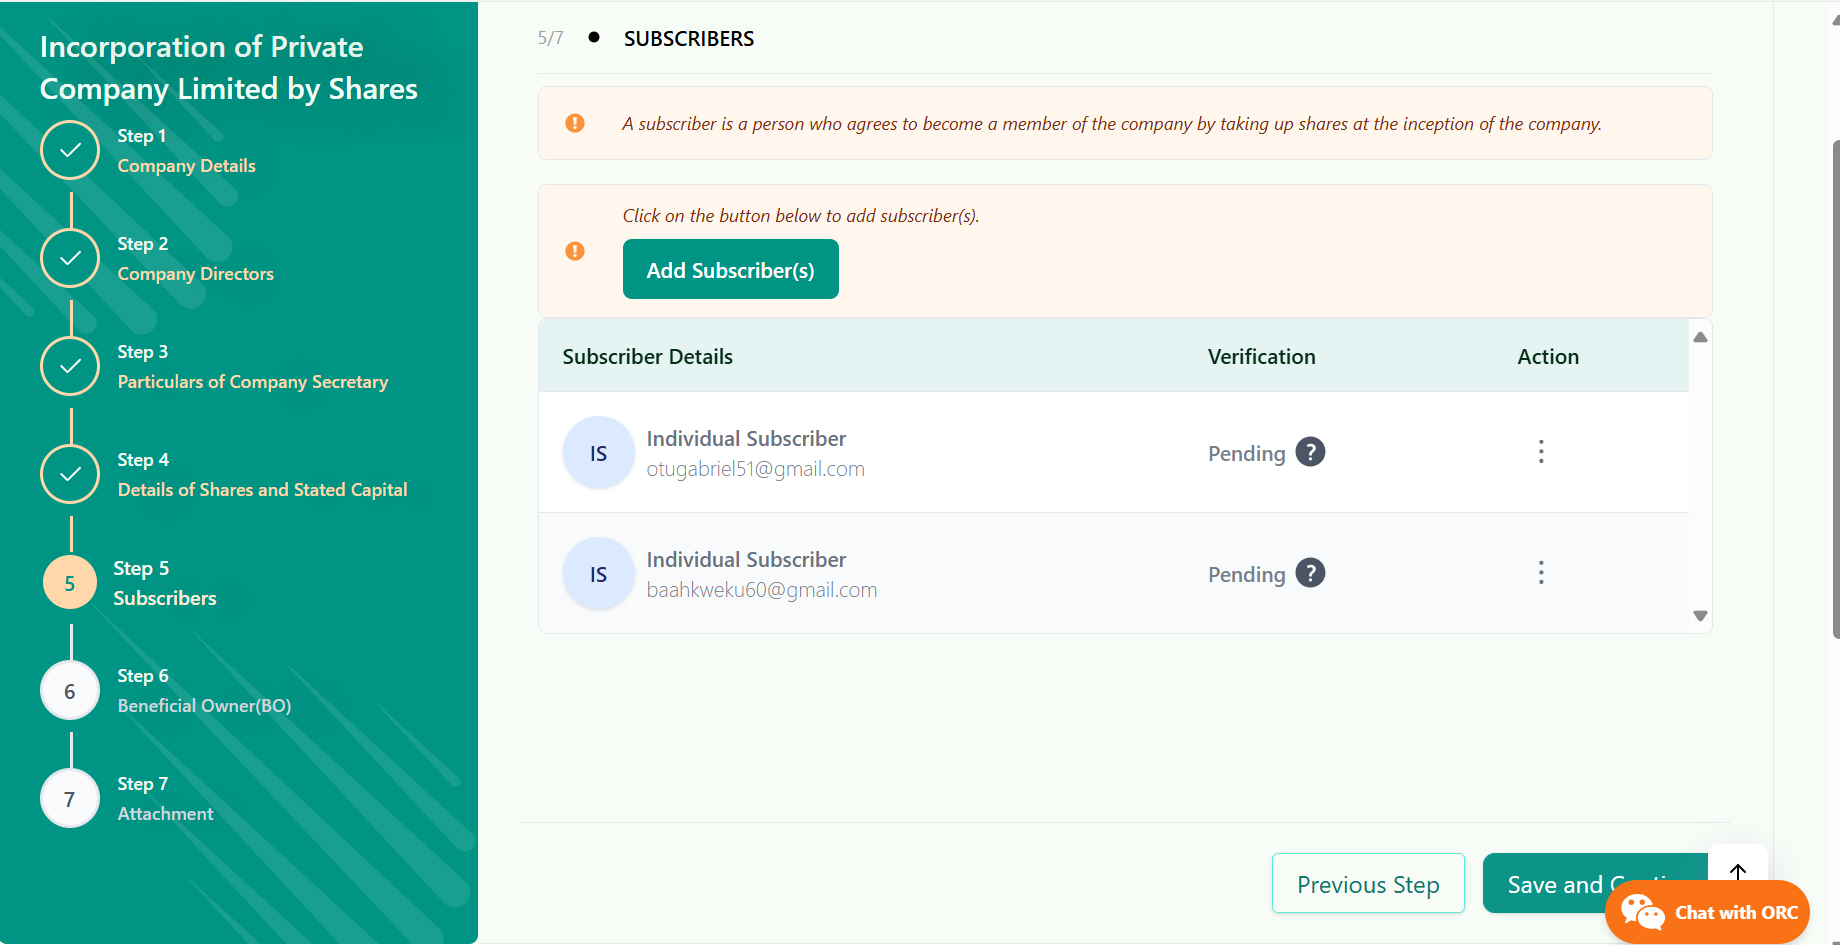 Incorporation of Private
Company Limited by Shares
Step 1
Company Details
Step 2
Company Directors
Step 3
Particulars of Company Secretary
Step 4
Details of Shares and Stated Capital
5
Step 5
Subscribers
6
Step 6
Beneficial Owner(BO)
7
Step 7
Attachment
5/7 ● SUBSCRIBERS
A subscriber is a person who agrees to become a member of the company by taking up shares at the inception of the company.
Click on the button below to add subscriber(s).
Add Subscriber(s)
Subscriber Details Verification Action
IS
Individual Subscriber
otugabriel51@gmail.com
Pending ?
IS
Individual Subscriber
baahkweku60@gmail.com
Pending ?
Previous Step
Save and
Chat with ORC